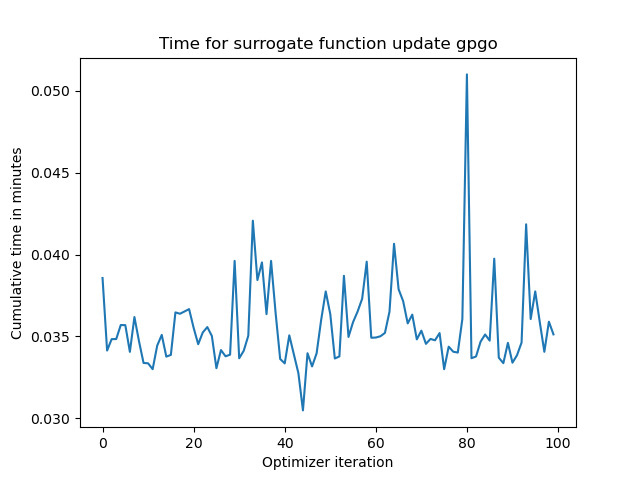 Time for surrogate function update gpgo
0.050
0.045
0.040
0.035
0.030
Cumulative time in minutes
0 20 40 60 80 100
Optimizer iteration